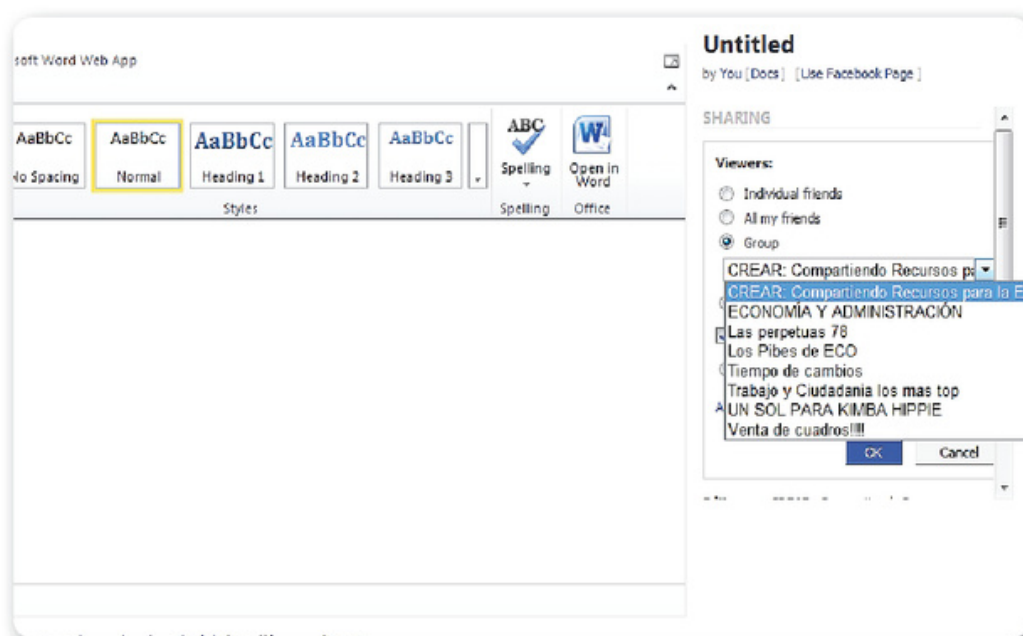 soft Word Web App
AaBbCc AaBbCc AaBbCc AaBbCc AaBbCc
No Spacing Normal Heading 1 Heading 2 Heading 3
Styles
ABC
Spelling
Spelling
W
Open in
Word
Office
Untitled
by You [Docs] [Use Facebook Page ]
SHARING
Viewers:
Individual friends
All my friends
Group
CREAR: Compartiendo Recursos pa
CREAR: Compartiendo Recursos para la E
ECONOMÍA Y ADMINISTRACIÓN
Las perpetuas 78
Los Pibes de ECO
Tiempo de cambios
Trabajo y Ciudadania los mas top
UN SOL PARA KIMBA HIPPIE
Venta de cuadros!!!!
OK Cancel